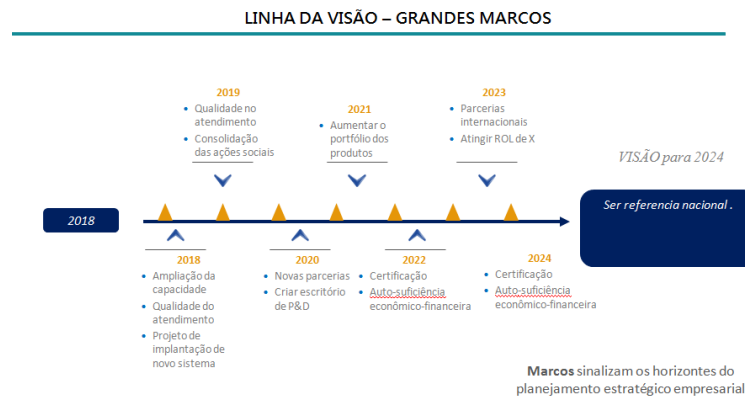 LINHA DA VISÃO – GRANDES MARCOS
2019
Qualidade no
atendimento
Consolidação
das ações sociais
2021
Aumentar o
portfólio dos
produtos
2023
Parcerias
internacionais
Atingir ROL de X
VISÃO para 2024
Ser referencia nacional .
2018
2018
Ampliação da
capacidade
Qualidade do
atendimento
Projeto de
implantação de
novo sistema
2020
Novas parcerias
Criar escritório
de P&D
2022
Certificação
Auto-suficiência
econômico-financeira
2024
Certificação
Auto-suficiência
econômico-financeira
Marcos sinalizam os horizontes do
planejamento estratégico empresarial